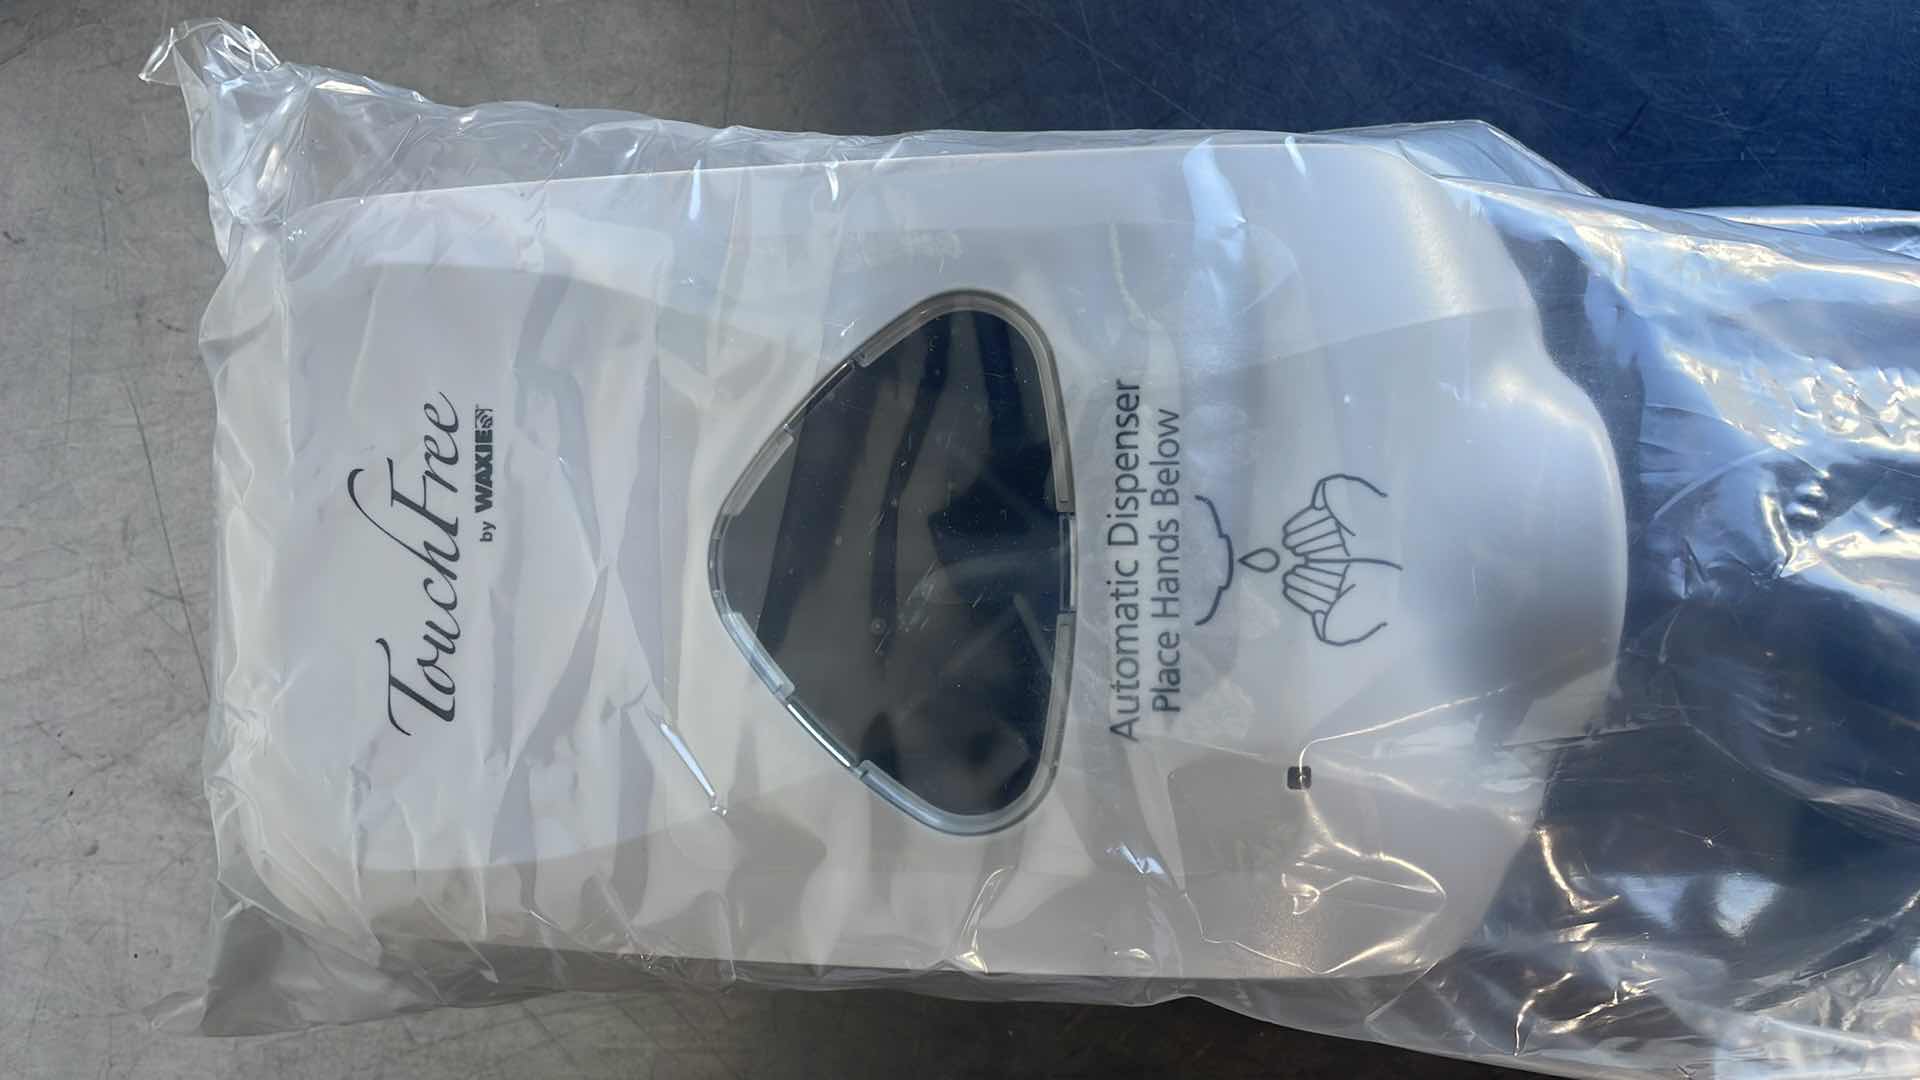 TouchFree
by WAXIE
Automatic Dispenser
Place Hands Below